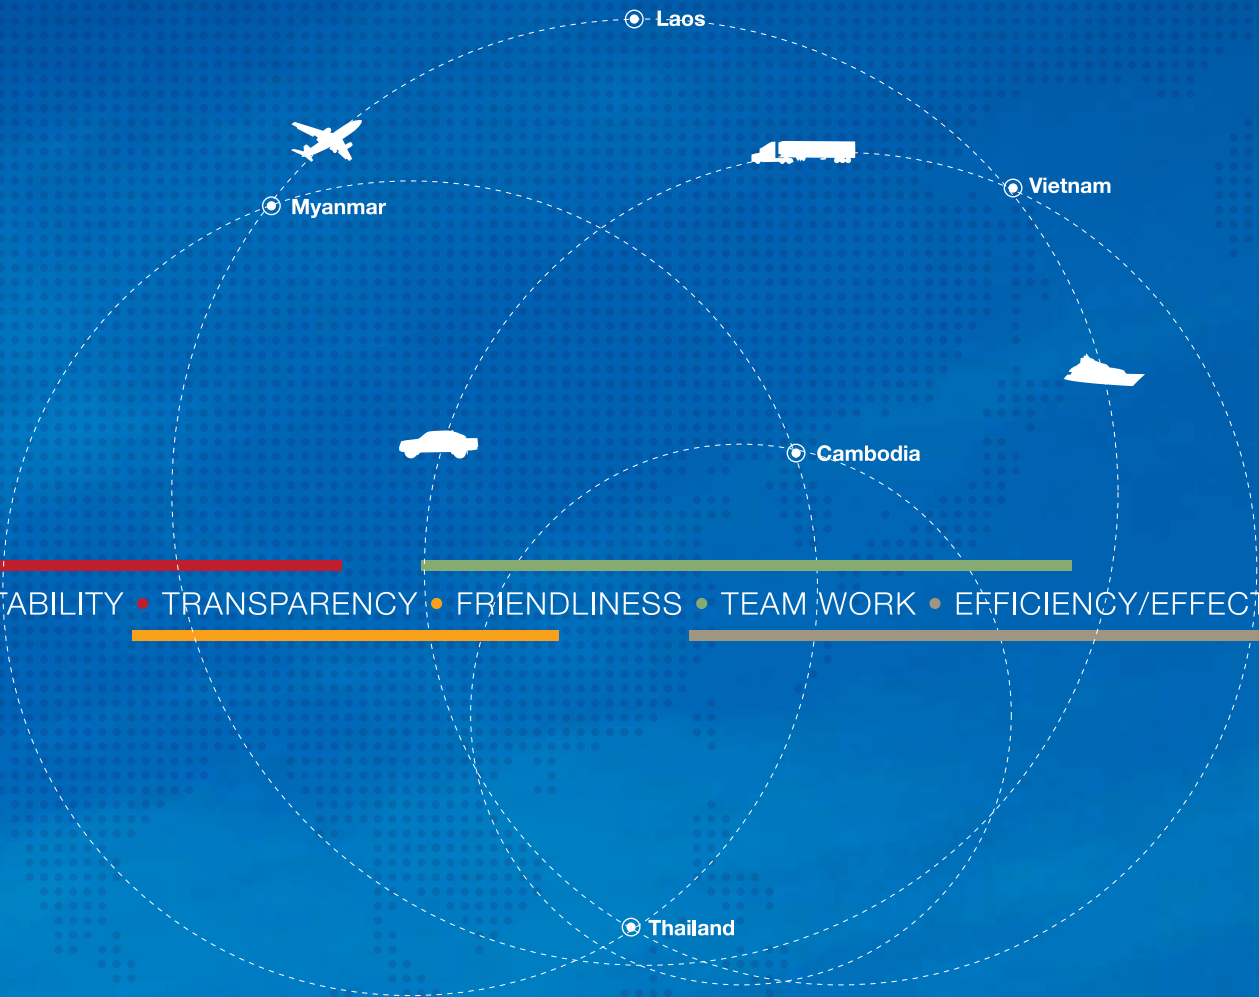 Laos
Vietnam
Myanmar
Cambodia
TABILITY • TRANSPARENCY • FRIENDLINESS • TEAM WORK • EFFICIENCY/EFFECT
Thailand